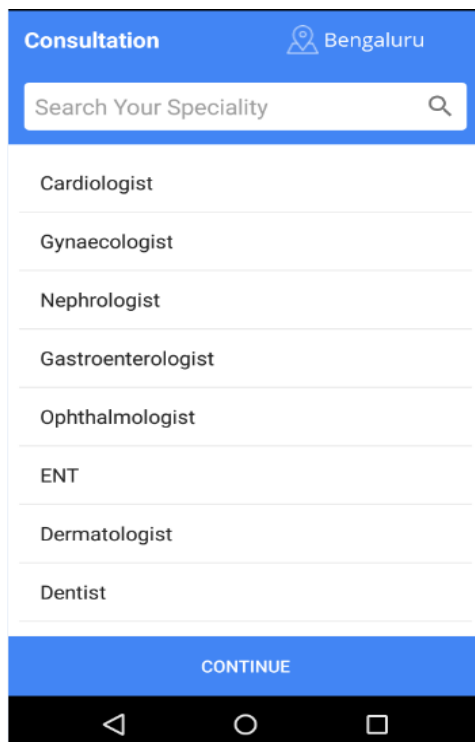 Consultation Bengaluru
Search Your Speciality
Cardiologist
Gynaecologist
Nephrologist
Gastroenterologist
Ophthalmologist
ENT
Dermatologist
Dentist
CONTINUE